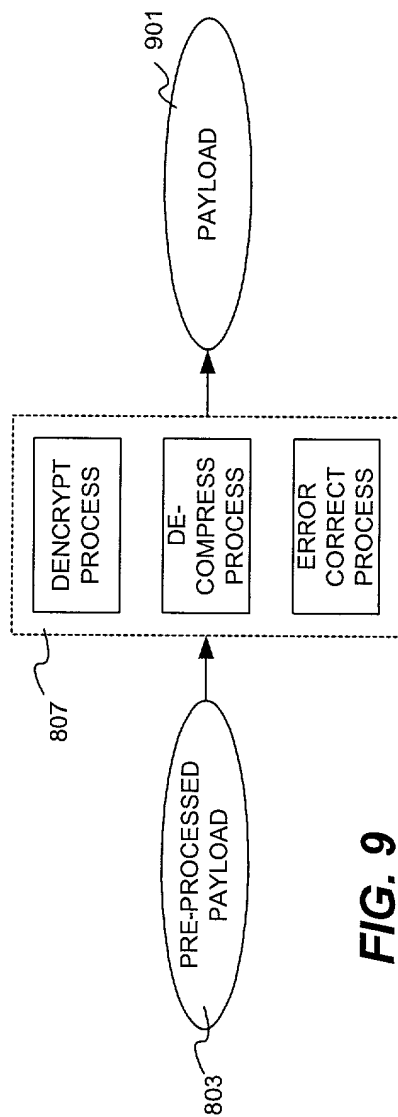 807
DENCRYPT
PROCESS
DE-
COMPRESS
PROCESS
ERROR
CORRECT
PROCESS
PRE-PROCESSED
PAYLOAD
803
PAYLOAD
901
FIG. 9